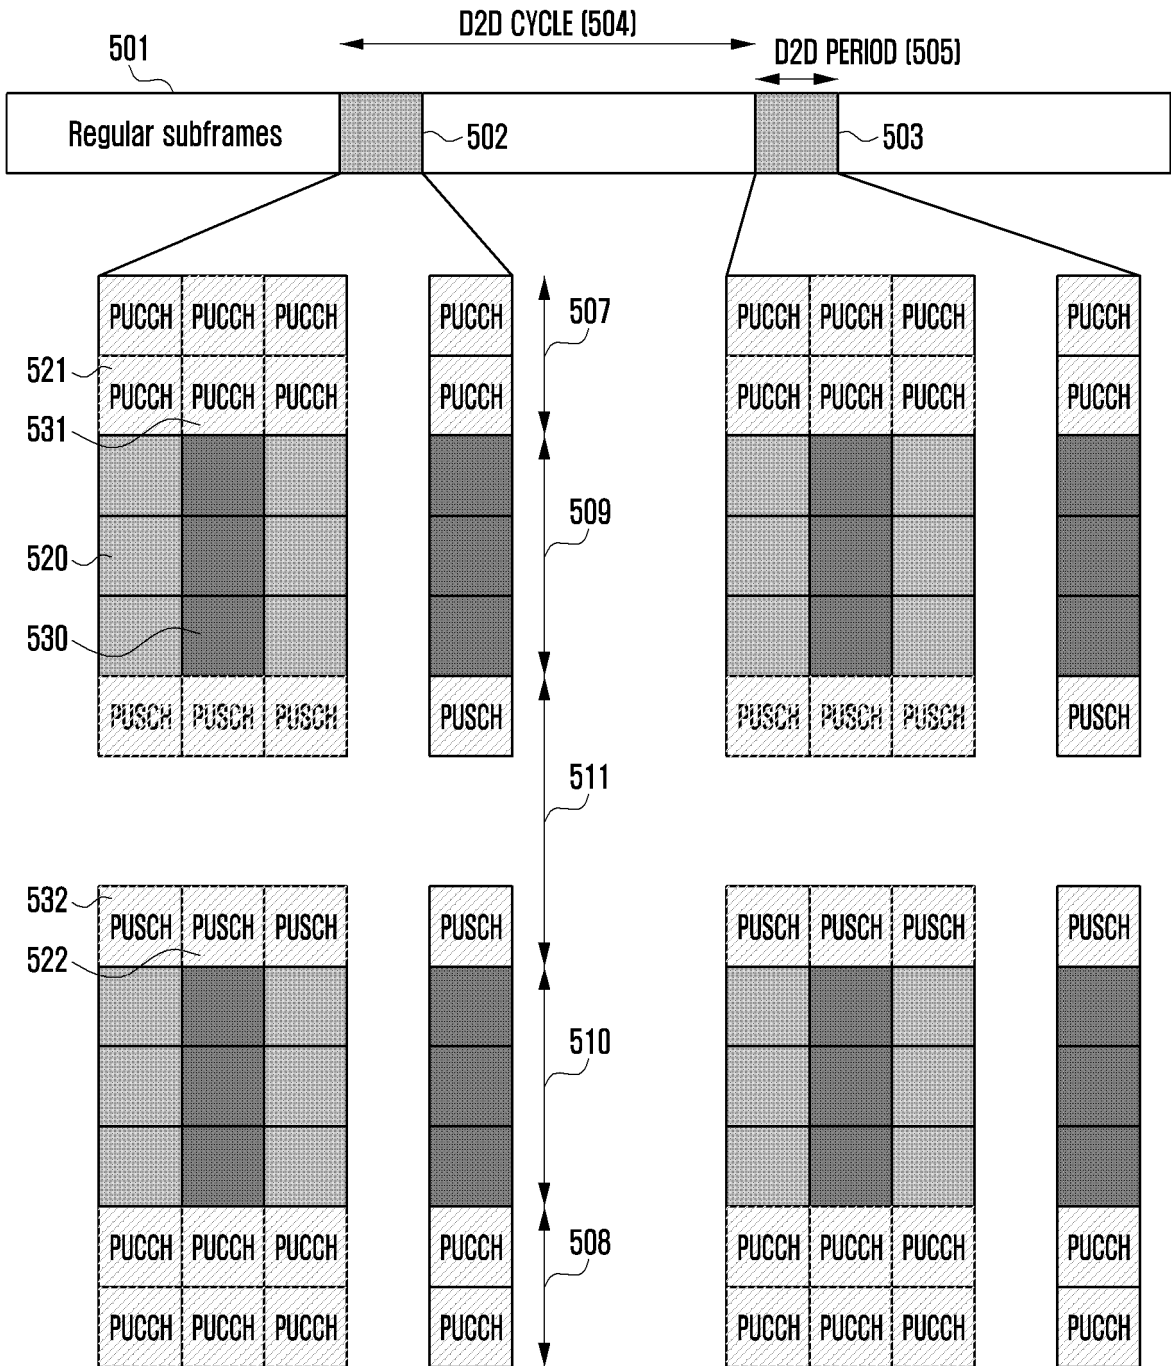 D2D CYCLE (504)
501
D2D PERIOD (505)
Regular subframes
502
503
PUCCH PUCCH PUCCH PUCCH 507 PUCCH PUCCH PUCCH PUCCH
521
PUCCH PUCCH PUCCH PUCCH PUCCH PUCCH PUCCH PUCCH
531
509
520
530
PUSCH PUSCH PUSCH PUSCH PUSCH PUSCH PUSCH PUSCH
511
532
PUSCH PUSCH PUSCH PUSCH PUSCH PUSCH PUSCH PUSCH
522
510
PUCCH PUCCH PUCCH PUCCH 508 PUCCH PUCCH PUCCH PUCCH
PUCCH PUCCH PUCCH PUCCH PUCCH PUCCH PUCCH PUCCH